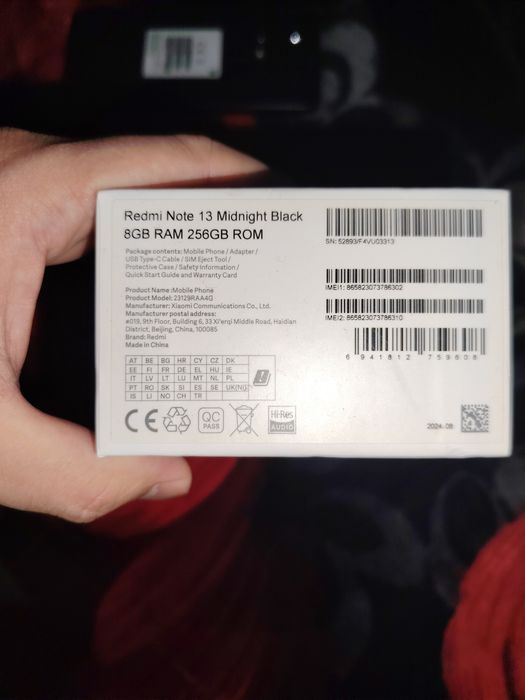 Redmi Note 13 Midnight Black
8GB RAM 256GB ROM
Package contents: Mobile Phone / Adapter /
USB Type-C Cable / SIM Eject Tool /
Protective Case / Safety Information /
Quick Start Guide and Warranty Card
Product Name: Mobile Phone
Product Model: 23129RAA4G
Manufacturer: Xiaomi Communications Co., Ltd.
Manufacturer postal address:
#019, 9th Floor, Building 6, 33 Xi'erqi Middle Road, Haidian
District, Beijing, China, 100085
Brand: Redmi
Made in China
AT BE BG HR CY CZ DK
EE FI FR DE EL HU IE
IT LV LT LU MT NL PL
PT RO SK SI ES SE UK(NI)
IS LI NO CH TR
CE
QC
PASS
Hi-Res
AUDIO
SN: 52893/F4VU03313
IMEI1: 865823073786302
IMEI2: 865823073786310
6 941812 759608
2024.08